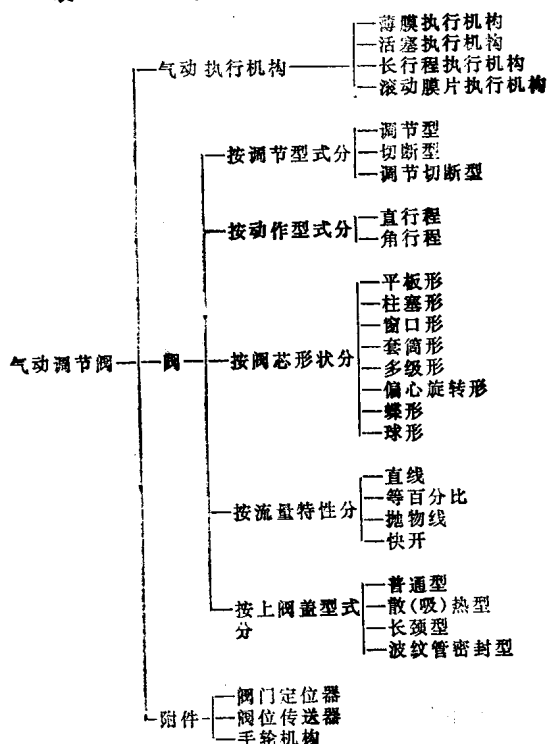 薄膜执行机构
活塞执行机构
气动执行机构
长行程执行机构
滚动膜片执行机构
调节型
按调节型式分
切断型
调节切断型
直行程
按动作型式分
角行程
平板形
柱塞形
窗口形
套筒形
气动调节阀
阀
按阀芯形状分
多级形
偏心旋转形
蝶形
球形
直线
等百分比
按流量特性分
抛物线
快开
普通型
按上阀盖型式
分
散(吸)热型
长颈型
波纹管密封型
阀门定位器
附件
阀位传送器
手轮机构